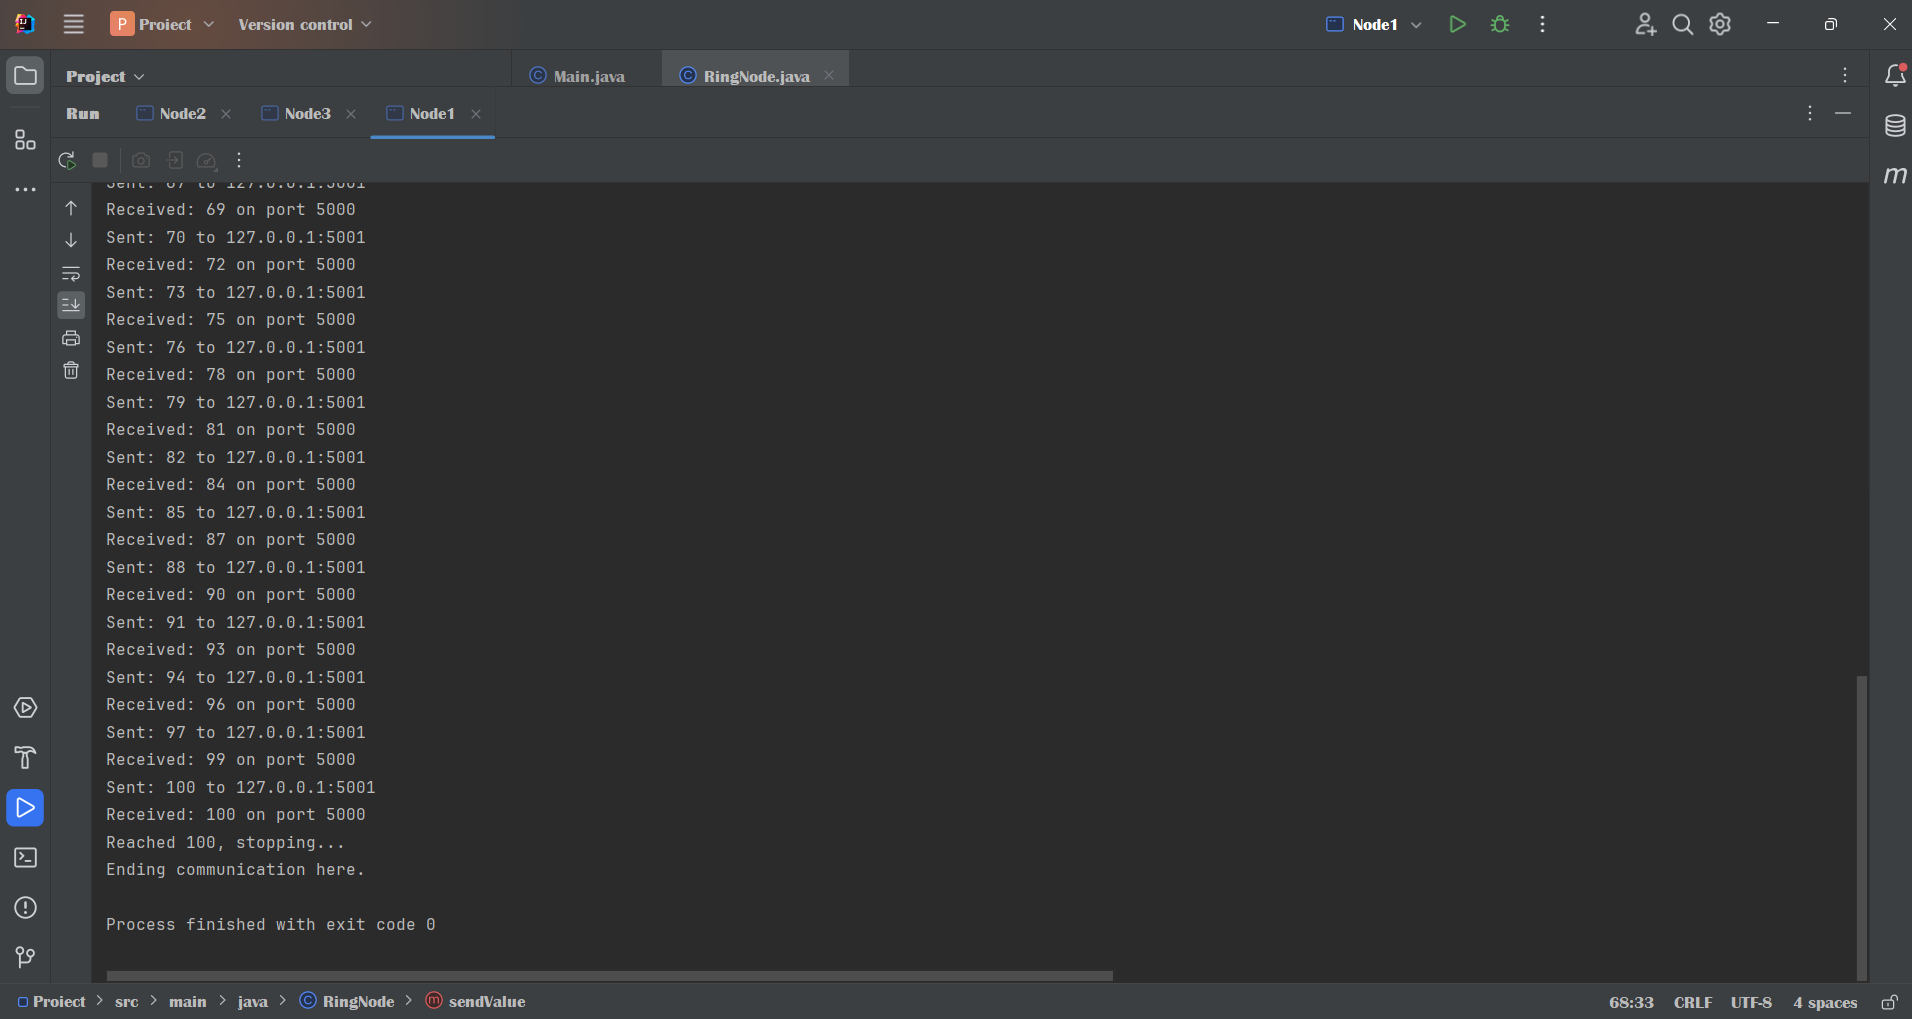 P Project Version control Node1
Project Main.java RingNode.java
Run Node2 Node3 Node1
Sent: 67 to 127.0.0.1:5001
Received: 69 on port 5000
Sent: 70 to 127.0.0.1:5001
Received: 72 on port 5000
Sent: 73 to 127.0.0.1:5001
Received: 75 on port 5000
Sent: 76 to 127.0.0.1:5001
Received: 78 on port 5000
Sent: 79 to 127.0.0.1:5001
Received: 81 on port 5000
Sent: 82 to 127.0.0.1:5001
Received: 84 on port 5000
Sent: 85 to 127.0.0.1:5001
Received: 87 on port 5000
Sent: 88 to 127.0.0.1:5001
Received: 90 on port 5000
Sent: 91 to 127.0.0.1:5001
Received: 93 on port 5000
Sent: 94 to 127.0.0.1:5001
Received: 96 on port 5000
Sent: 97 to 127.0.0.1:5001
Received: 99 on port 5000
Sent: 100 to 127.0.0.1:5001
Received: 100 on port 5000
Reached 100, stopping...
Ending communication here.
Process finished with exit code 0
Project > src > main > java > RingNode > sendValue 68:33 CRLF UTF-8 4 spaces